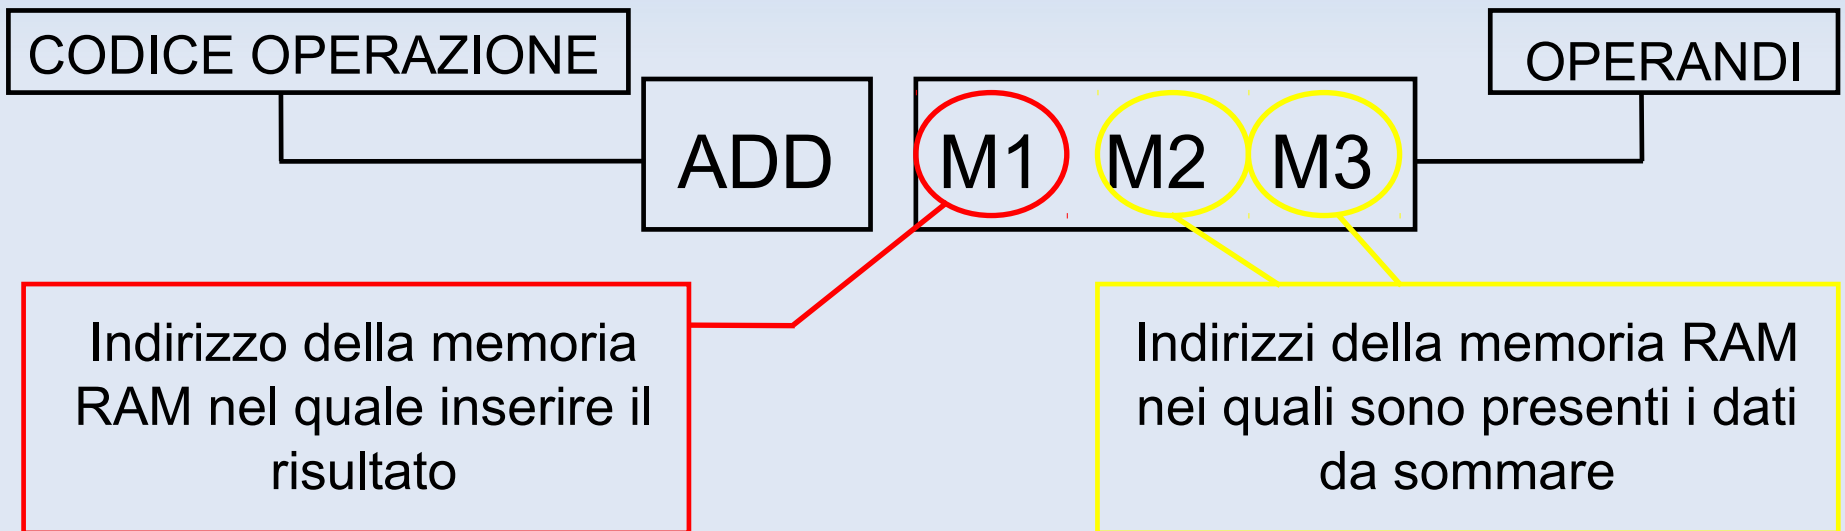 CODICE OPERAZIONE
OPERANDI
ADD
M1 M2 M3
Indirizzo della memoria
RAM nel quale inserire il
risultato
Indirizzi della memoria RAM
nei quali sono presenti i dati
da sommare